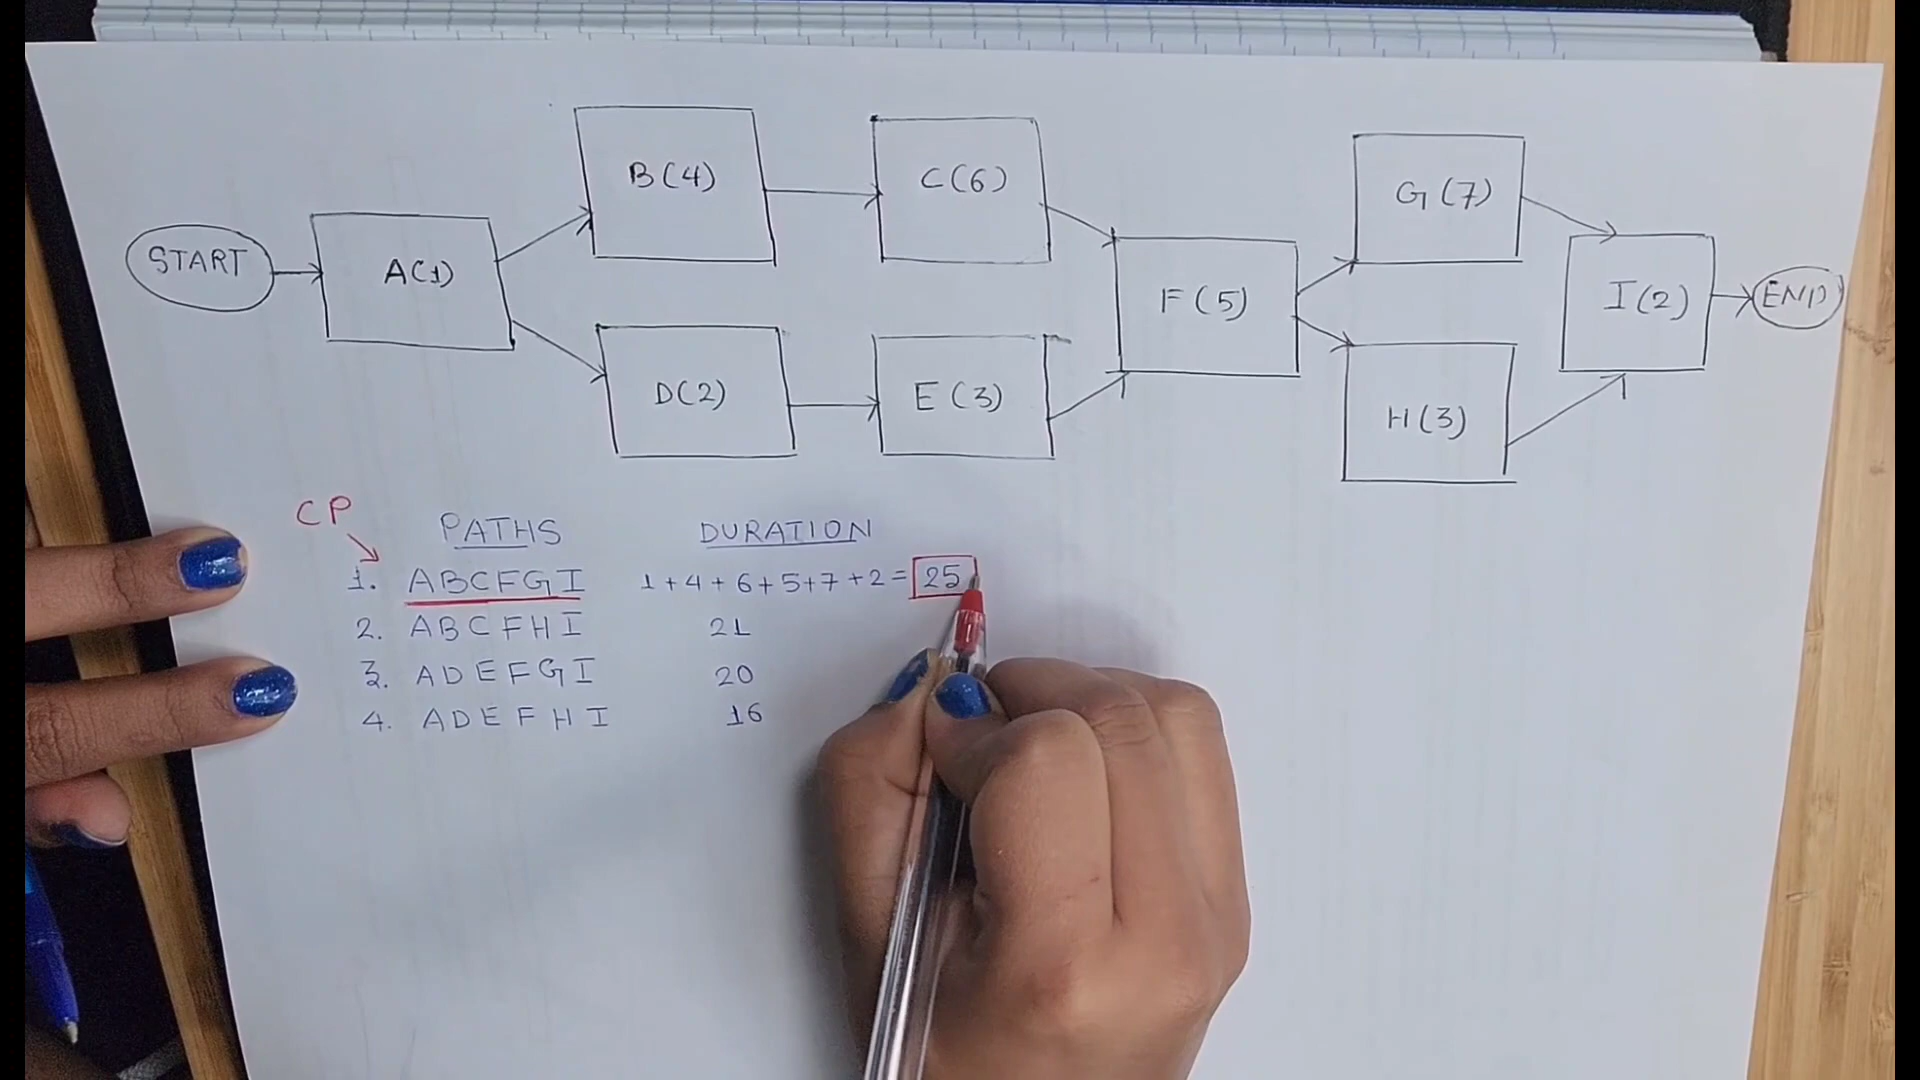 START
A(1)
B(4)
C(6)
D(2)
E(3)
F(5)
G(7)
H(3)
I(2)
END
CP
PATHS DURATION
1. ABCFGI 1+4+6+5+7+2=25
2. ABCFHI 21
3. ADEFGI 20
4. ADEFHI 16